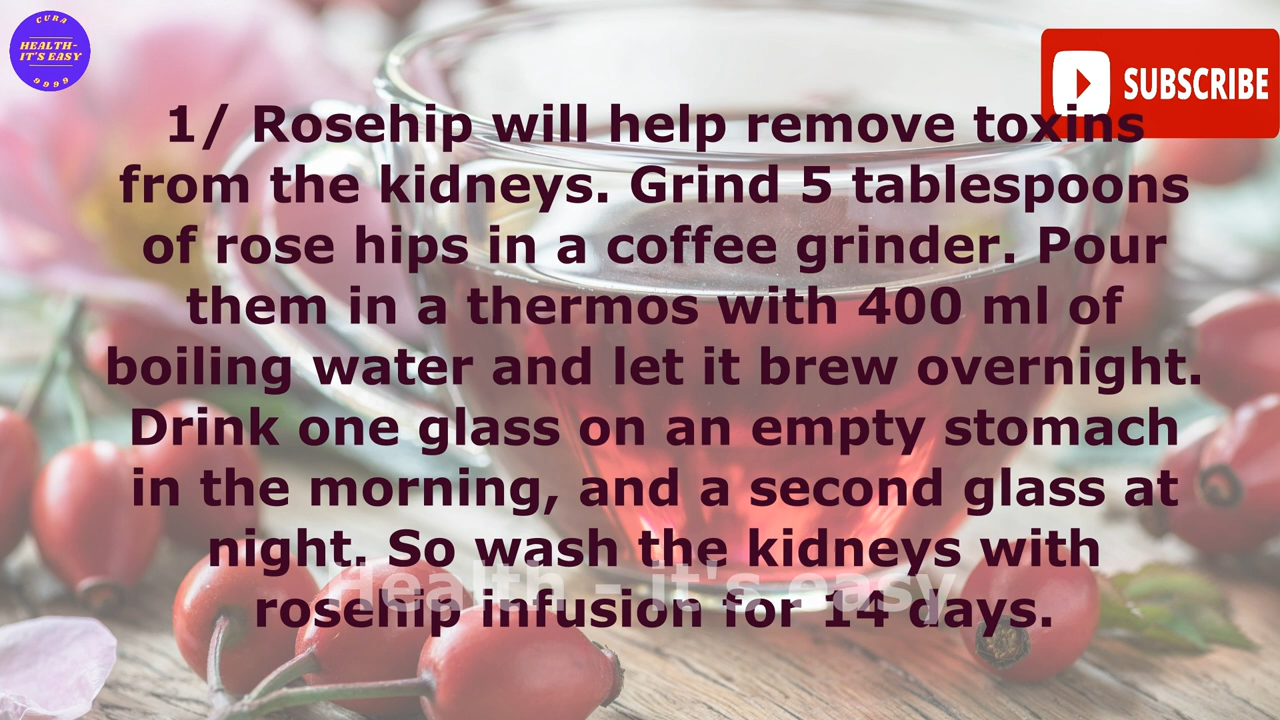 CURA
HEALTH-
IT'S EASY
9999
SUBSCRIBE
1/ Rosehip will help remove toxins
from the kidneys. Grind 5 tablespoons
of rose hips in a coffee grinder. Pour
them in a thermos with 400 ml of
boiling water and let it brew overnight.
Drink one glass on an empty stomach
in the morning, and a second glass at
night. So wash the kidneys with
rosehip infusion for 14 days.
Health - it's easy